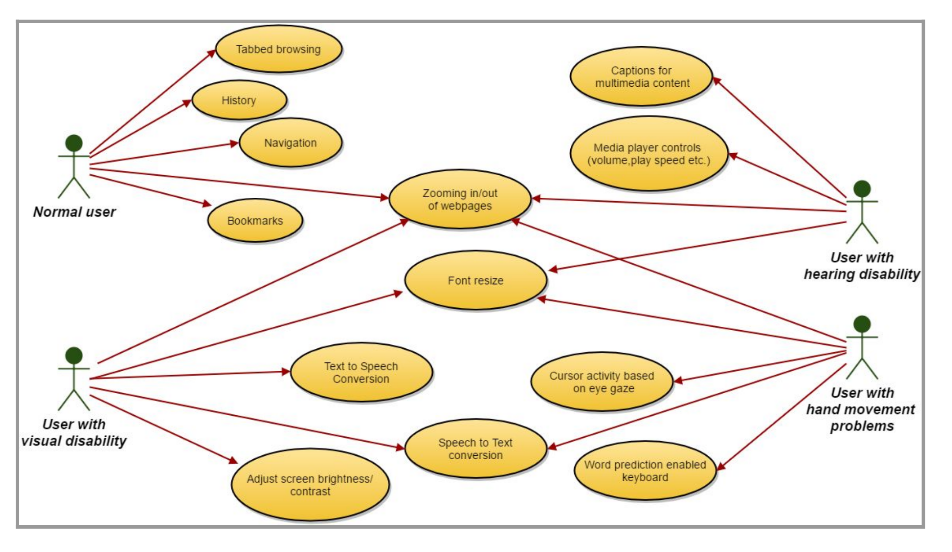 Tabbed browsing
History
Navigation
Normal user
Bookmarks
Captions for
multimedia content
Media player controls
(volume,play speed etc.)
Zooming in/out
of webpages
User with
hearing disability
Font resize
Text to Speech
Conversion
User with
visual disability
Cursor activity based
on eye gaze
User with
hand movement
problems
Speech to Text
conversion
Adjust screen brightness/
contrast
Word prediction enabled
keyboard